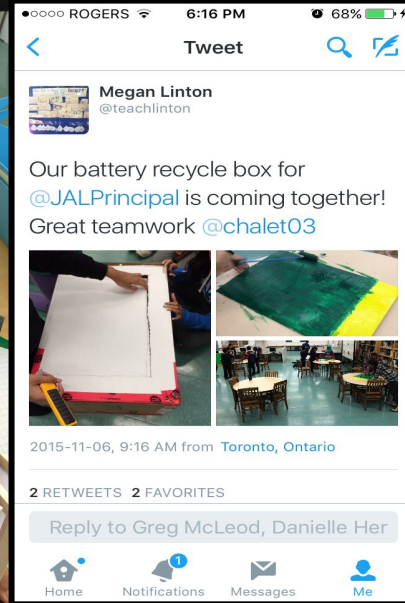 ROGERS 6:16 PM 68%
Tweet
Megan Linton
@teachlinton
Our battery recycle box for
@JALPrincipal is coming together!
Great teamwork @chalet03
2015-11-06, 9:16 AM from Toronto, Ontario
2 RETWEETS 2 FAVORITES
Reply to Greg McLeod, Danielle Her
1
Home Notifications Messages Me